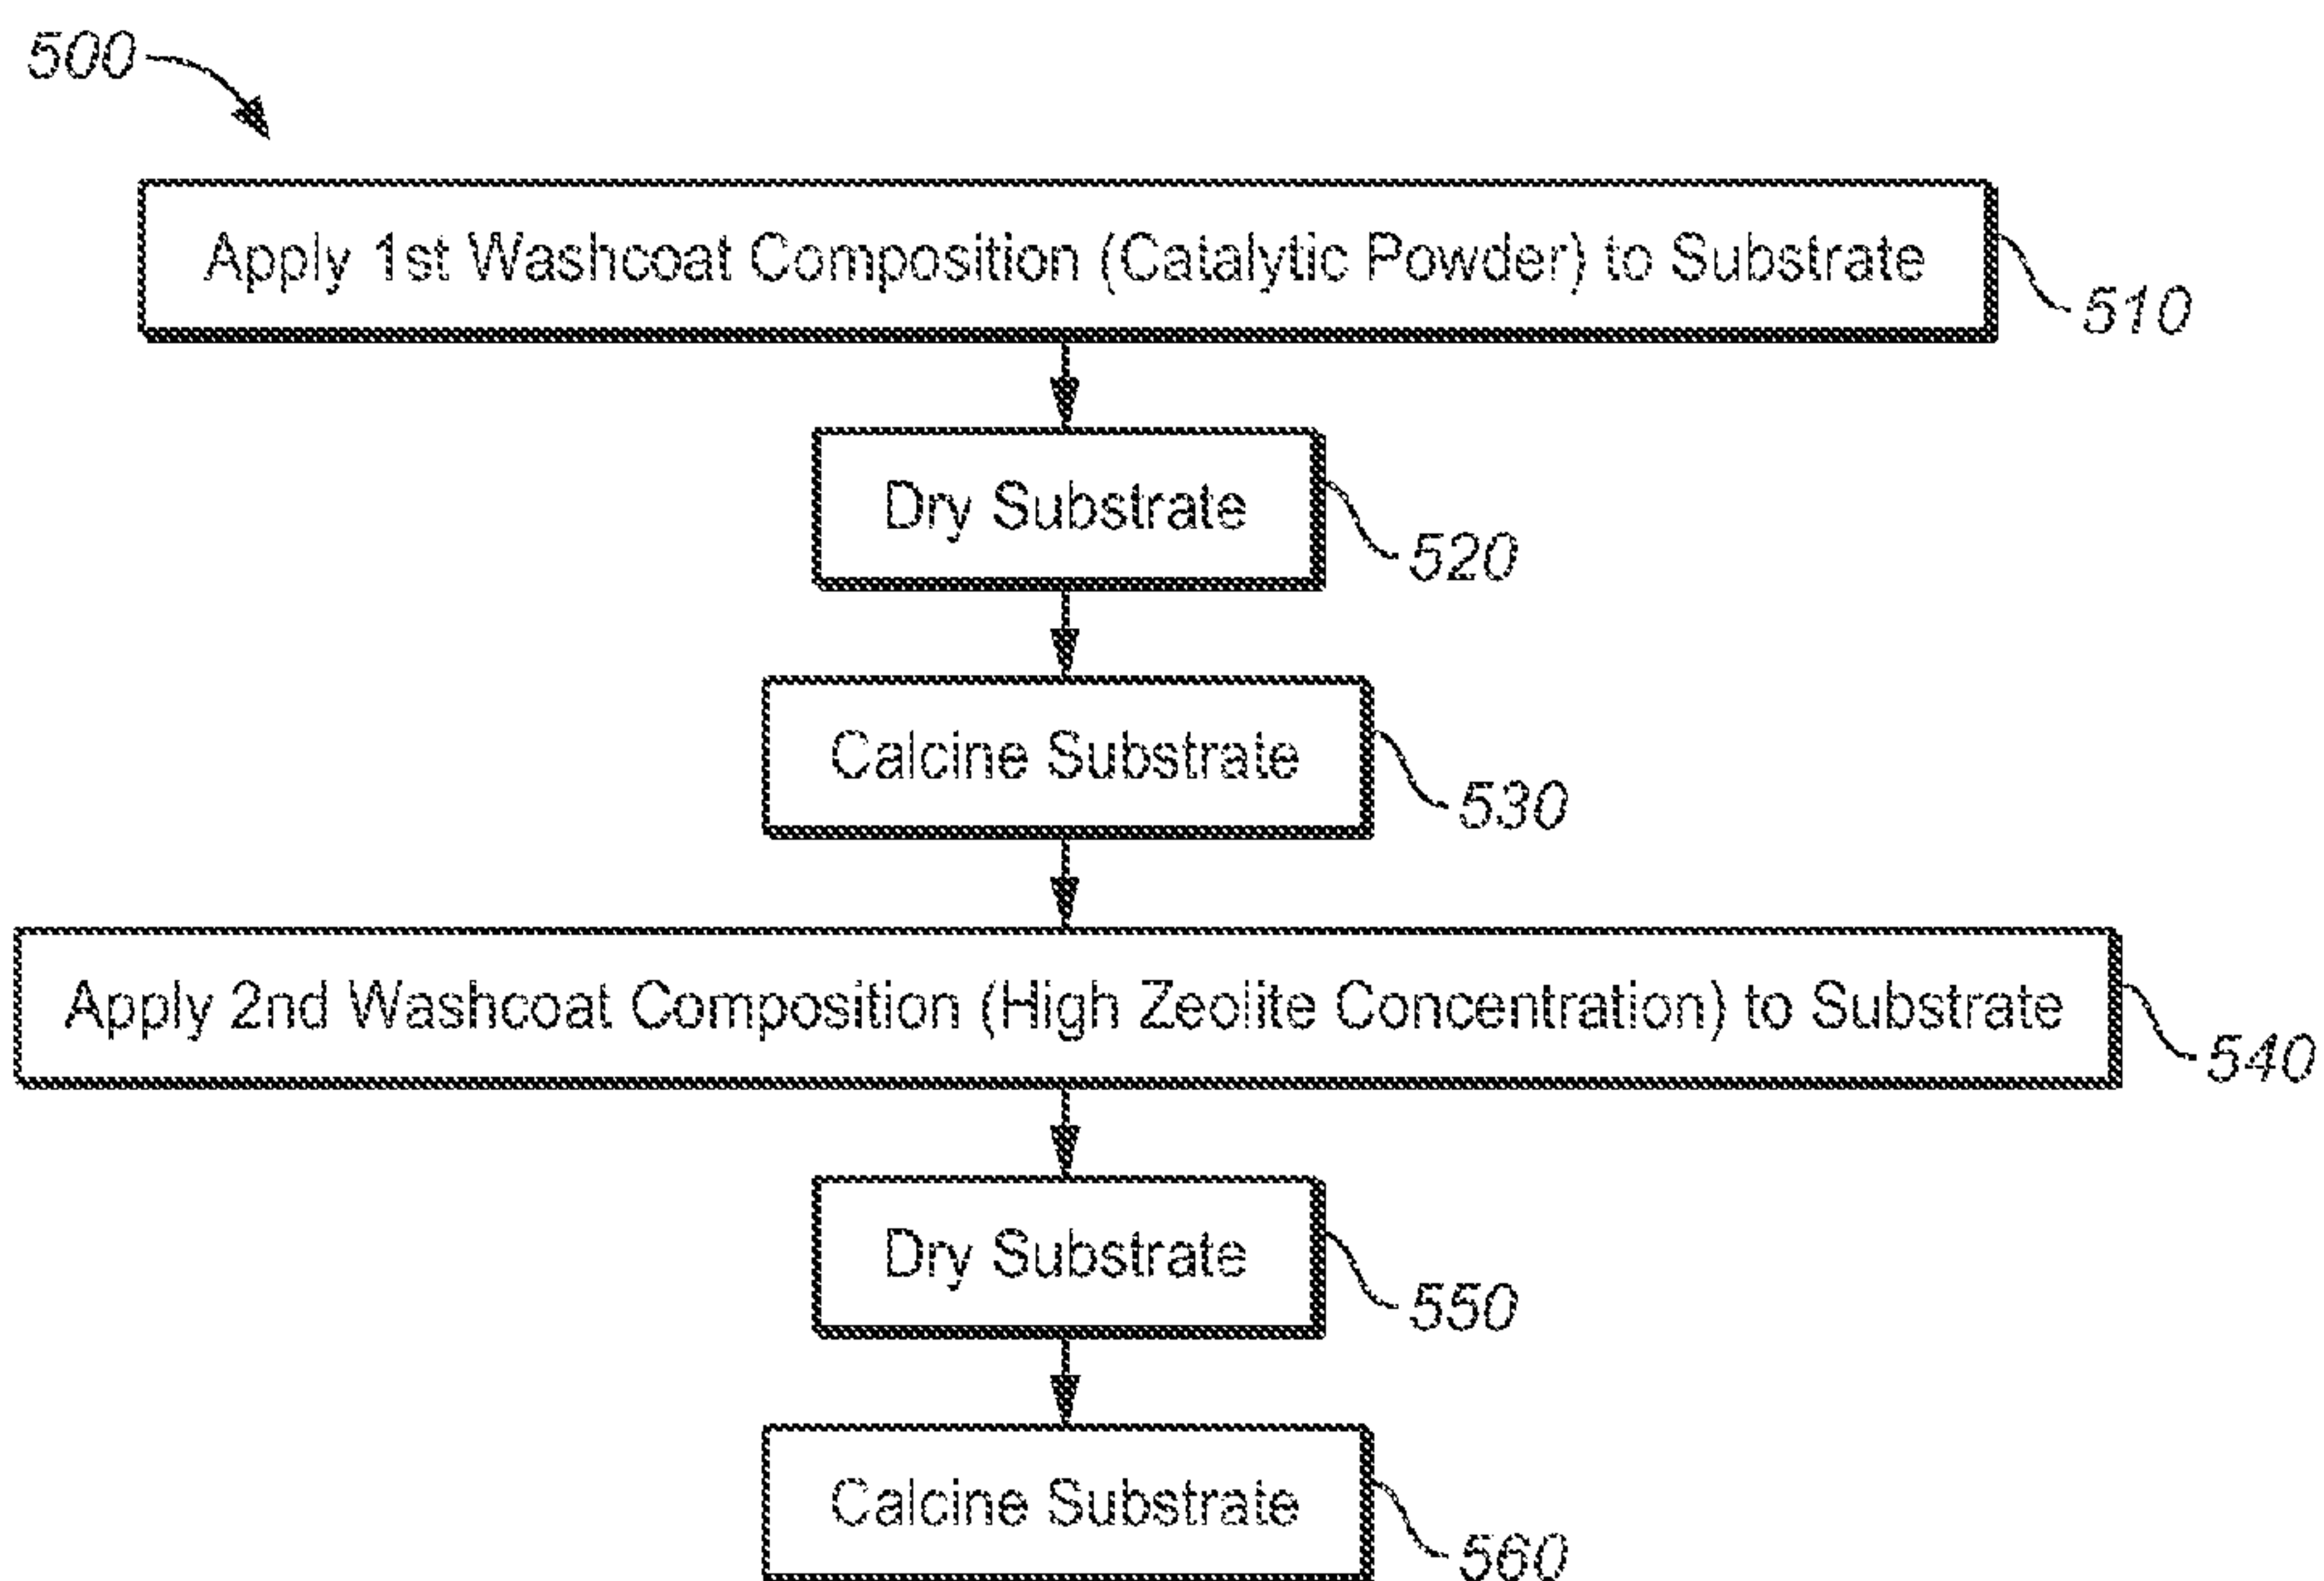 500
Apply 1st Washcoat Composition (Catalytic Powder) to Substrate
510
Dry Substrate
520
Calcine Substrate
530
Apply 2nd Washcoat Composition (High Zeolite Concentration) to Substrate
540
Dry Substrate
550
Calcine Substrate
560